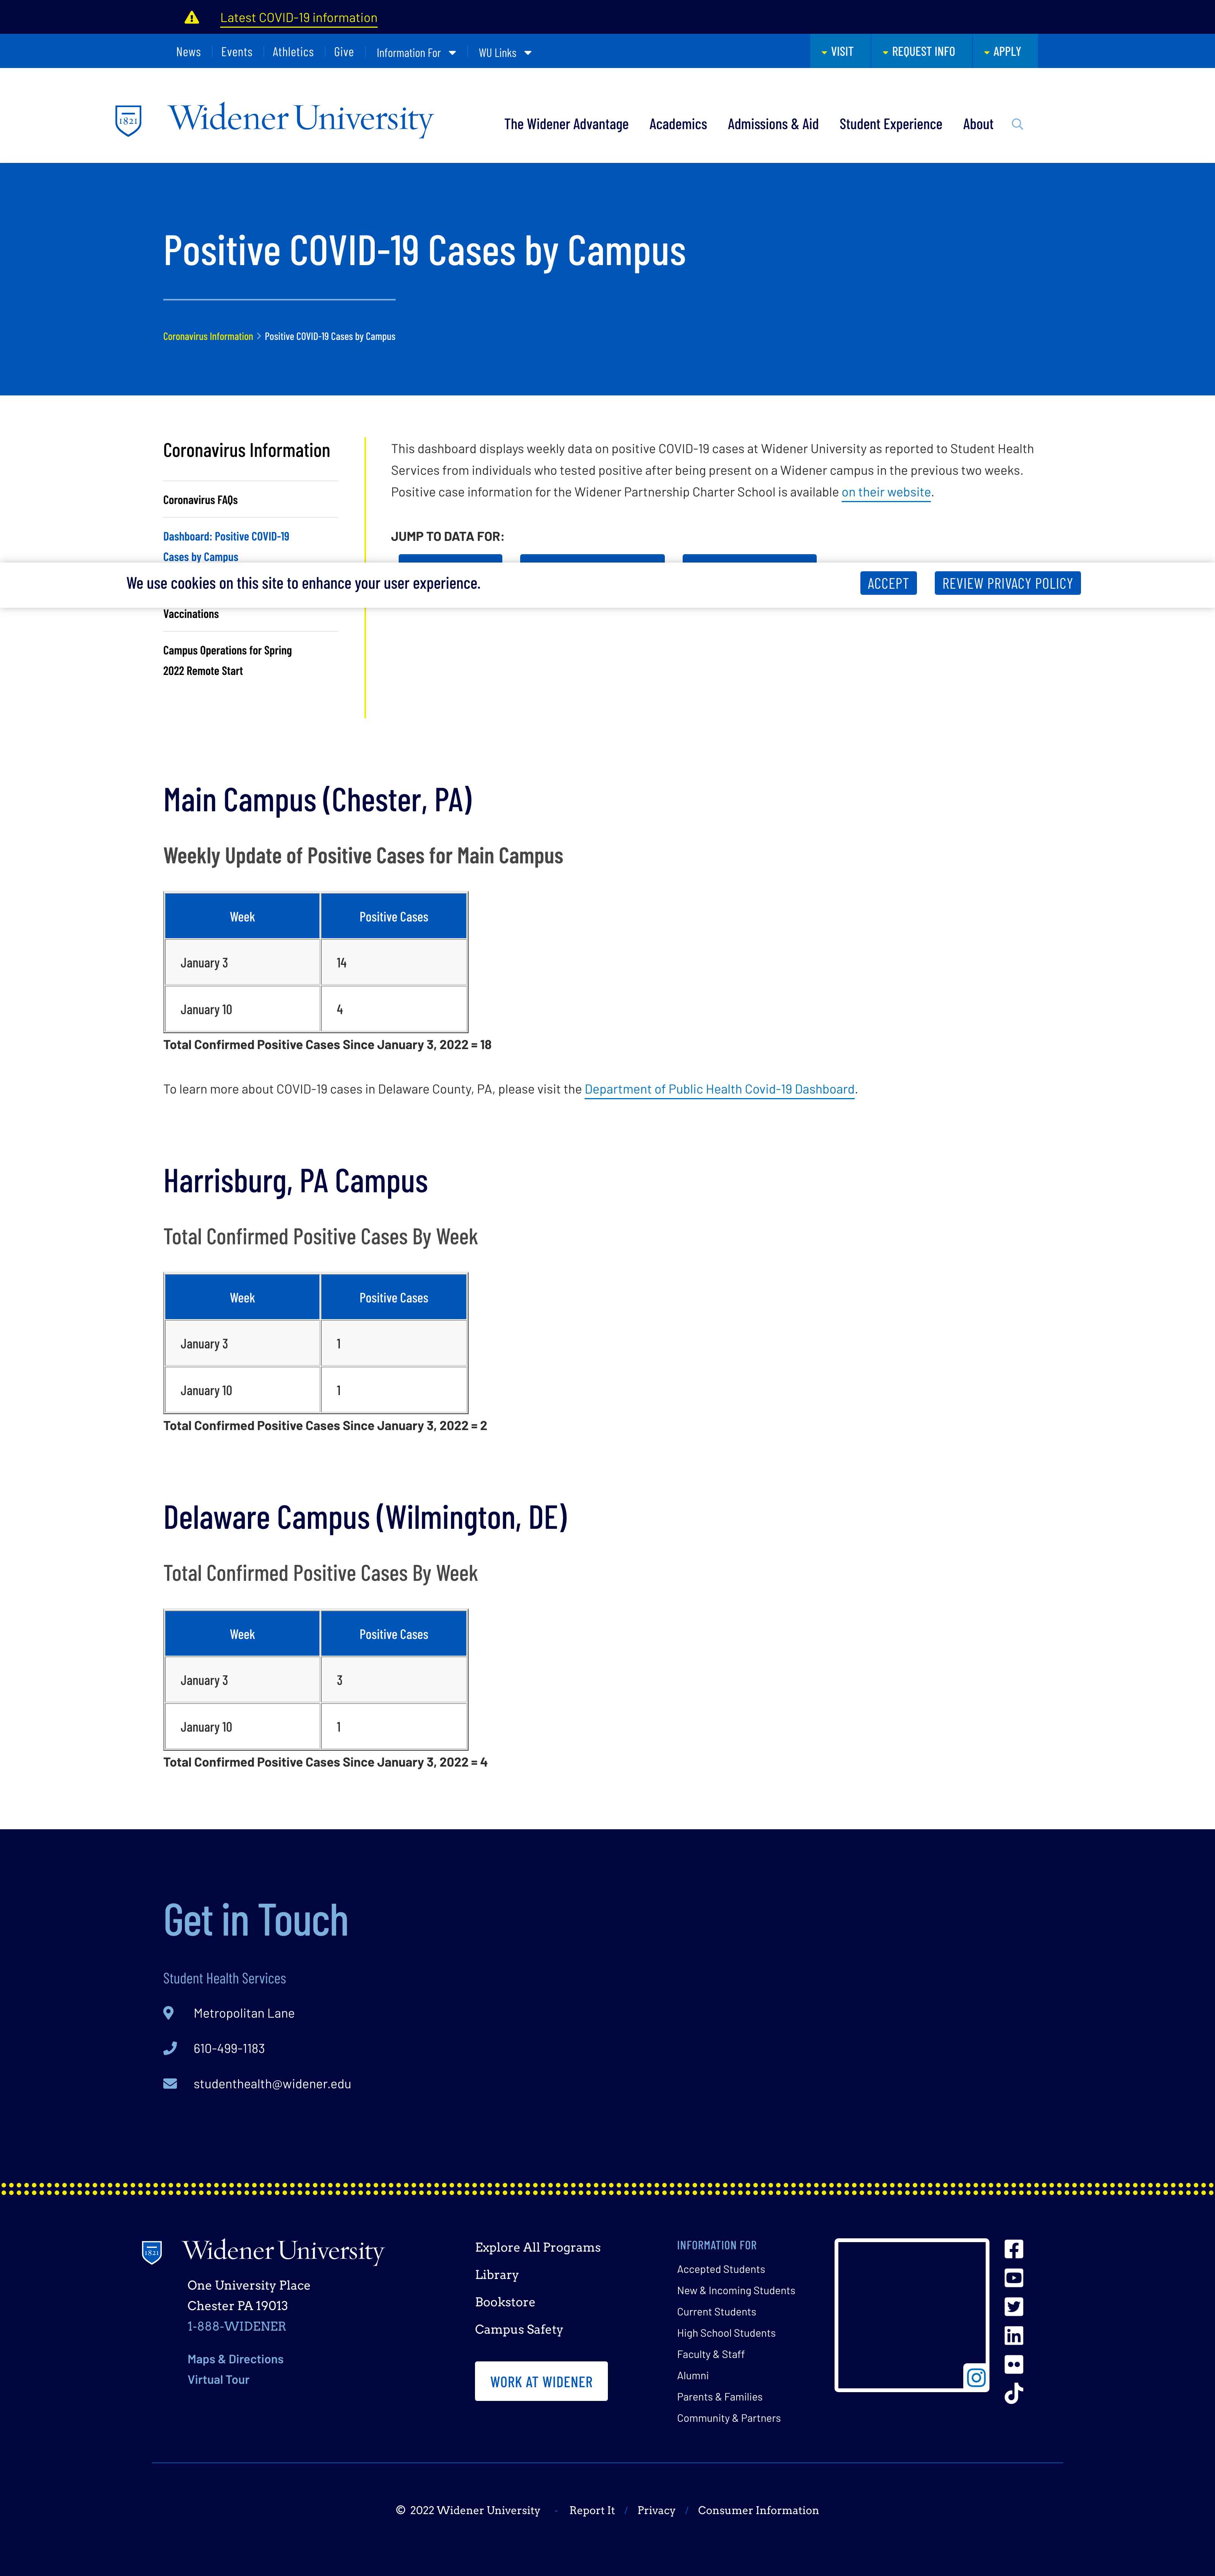 Latest COVID-19 information
News Events Athletics Give Information For WU Links VISIT REQUEST INFO APPLY
1821 Widener University The Widener Advantage Academics Admissions & Aid Student Experience About
Positive COVID-19 Cases by Campus
Coronavirus Information > Positive COVID-19 Cases by Campus
Coronavirus Information
Coronavirus FAQs
Dashboard: Positive COVID-19
Cases by Campus
This dashboard displays weekly data on positive COVID-19 cases at Widener University as reported to Student Health
Services from individuals who tested positive after being present on a Widener campus in the previous two weeks.
Positive case information for the Widener Partnership Charter School is available on their website.
JUMP TO DATA FOR:
We use cookies on this site to enhance your user experience. ACCEPT REVIEW PRIVACY POLICY
Vaccinations
Campus Operations for Spring
2022 Remote Start
Main Campus (Chester, PA)
Weekly Update of Positive Cases for Main Campus
Week Positive Cases
January 3 14
January 10 4
Total Confirmed Positive Cases Since January 3, 2022 = 18
To learn more about COVID-19 cases in Delaware County, PA, please visit the Department of Public Health Covid-19 Dashboard.
Harrisburg, PA Campus
Total Confirmed Positive Cases By Week
Week Positive Cases
January 3 1
January 10 1
Total Confirmed Positive Cases Since January 3, 2022 = 2
Delaware Campus (Wilmington, DE)
Total Confirmed Positive Cases By Week
Week Positive Cases
January 3 3
January 10 1
Total Confirmed Positive Cases Since January 3, 2022 = 4
Get in Touch
Student Health Services
Metropolitan Lane
610-499-1183
studenthealth@widener.edu
1821 Widener University
One University Place
Chester PA 19013
1-888-WIDENER
Maps & Directions
Virtual Tour
Explore All Programs
Library
Bookstore
Campus Safety
WORK AT WIDENER
INFORMATION FOR
Accepted Students
New & Incoming Students
Current Students
High School Students
Faculty & Staff
Alumni
Parents & Families
Community & Partners
© 2022 Widener University - Report It / Privacy / Consumer Information